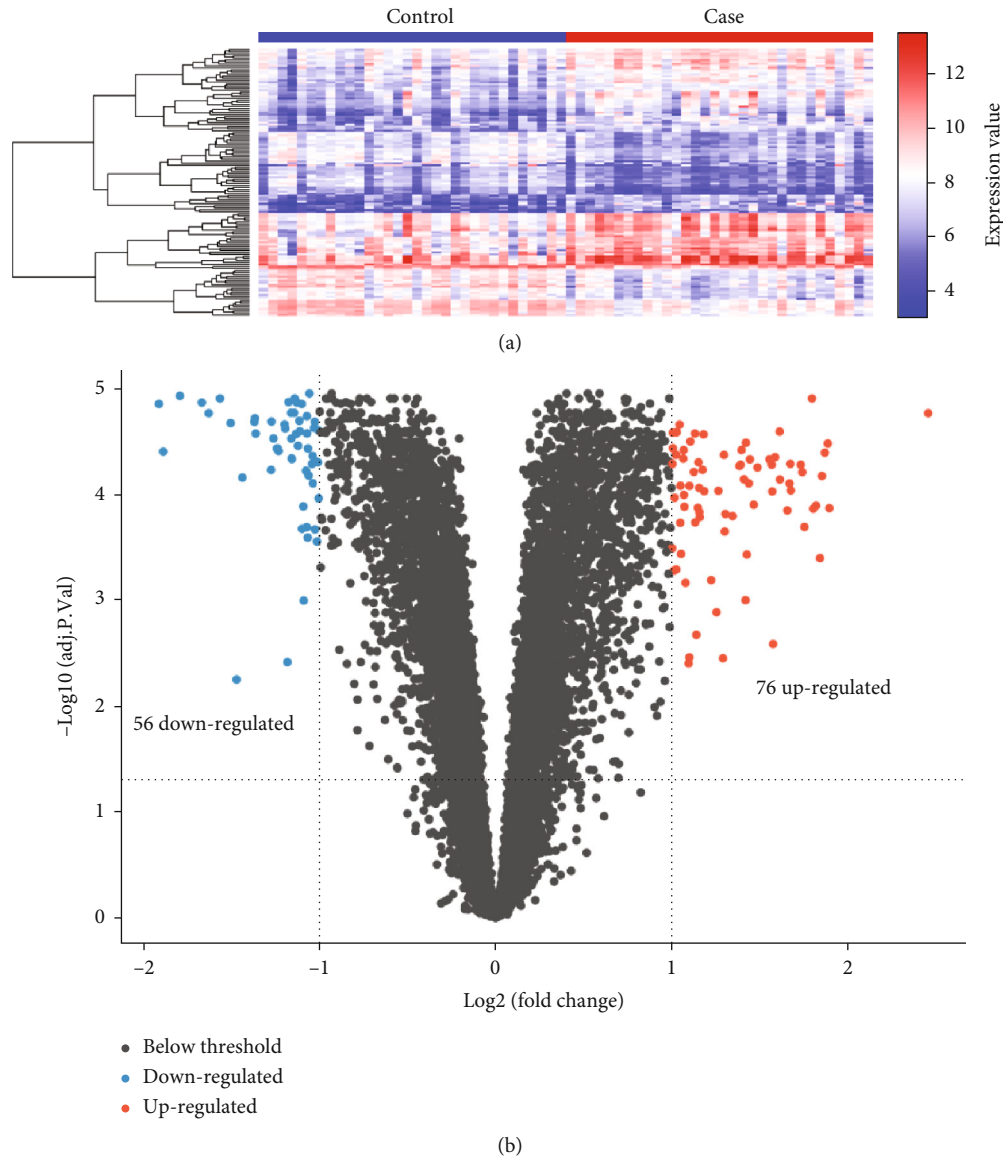 Control Case
12
10
8
6
4
Expression value
(a)
5
4
3
2
1
0
–Log10 (adj.P.Val)
56 down-regulated
76 up-regulated
–2 –1 0 1 2
Log2 (fold change)
Below threshold
Down-regulated
Up-regulated
(b)